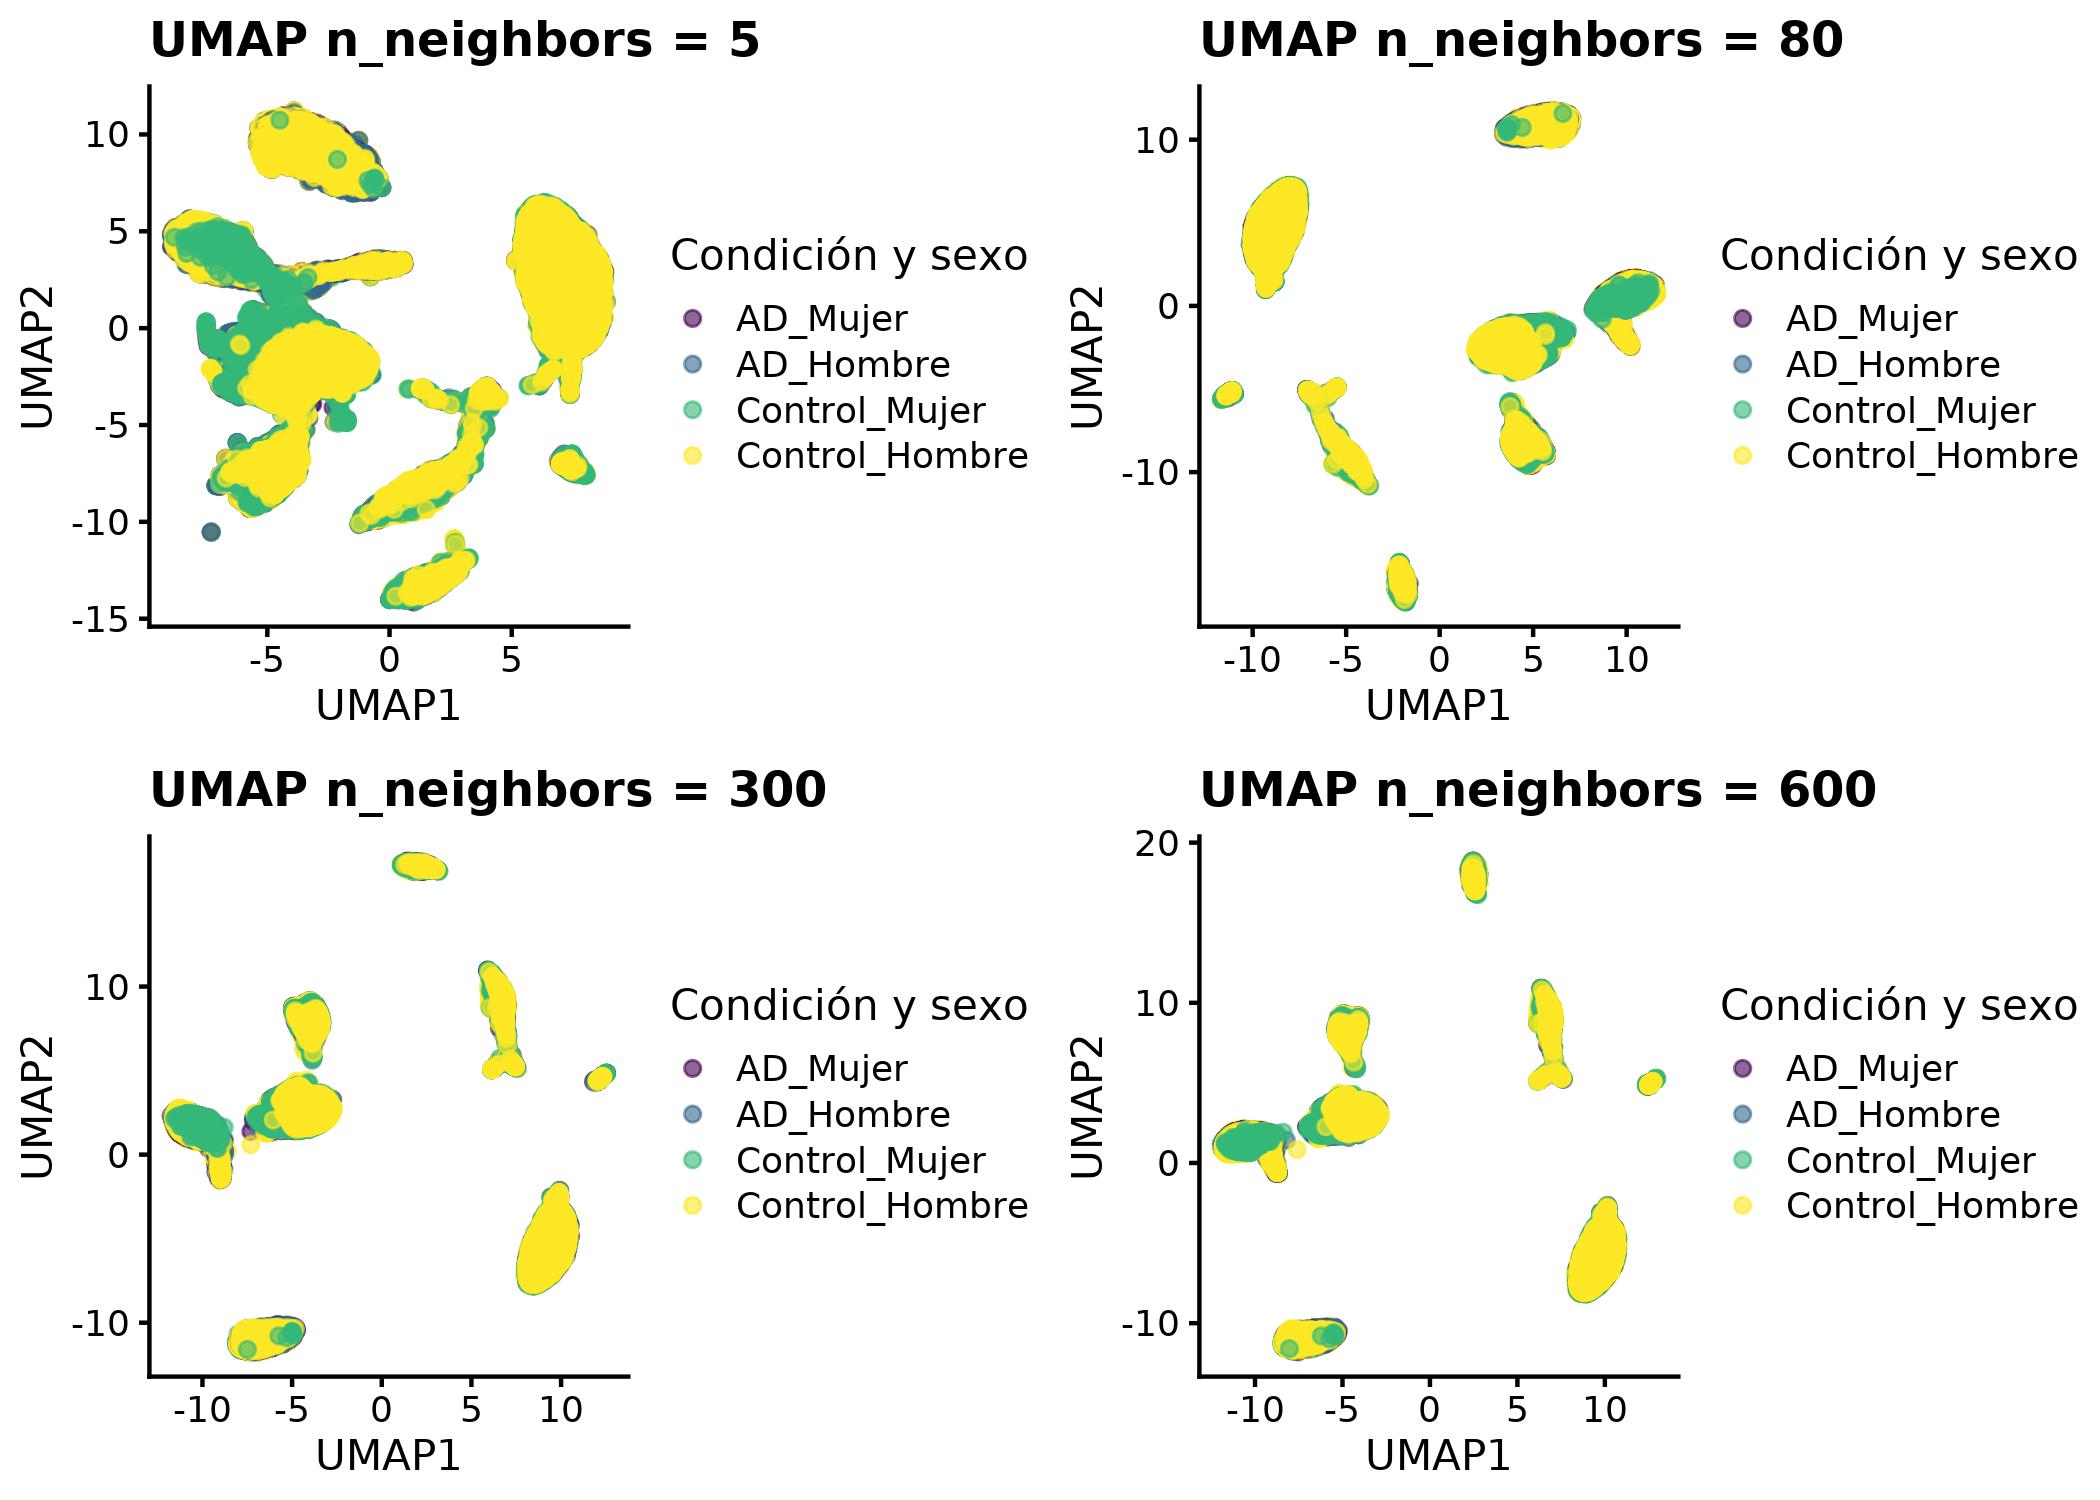 UMAP n_neighbors = 5
10
5
0
-5
-10
-15
UMAP2
-5 0 5
UMAP1
Condición y sexo
AD_Mujer
AD_Hombre
Control_Mujer
Control_Hombre
UMAP n_neighbors = 80
10
0
-10
UMAP2
-10 -5 0 5 10
UMAP1
Condición y sexo
AD_Mujer
AD_Hombre
Control_Mujer
Control_Hombre
UMAP n_neighbors = 300
10
0
-10
UMAP2
-10 -5 0 5 10
UMAP1
Condición y sexo
AD_Mujer
AD_Hombre
Control_Mujer
Control_Hombre
UMAP n_neighbors = 600
20
10
0
-10
UMAP2
-10 -5 0 5 10
UMAP1
Condición y sexo
AD_Mujer
AD_Hombre
Control_Mujer
Control_Hombre